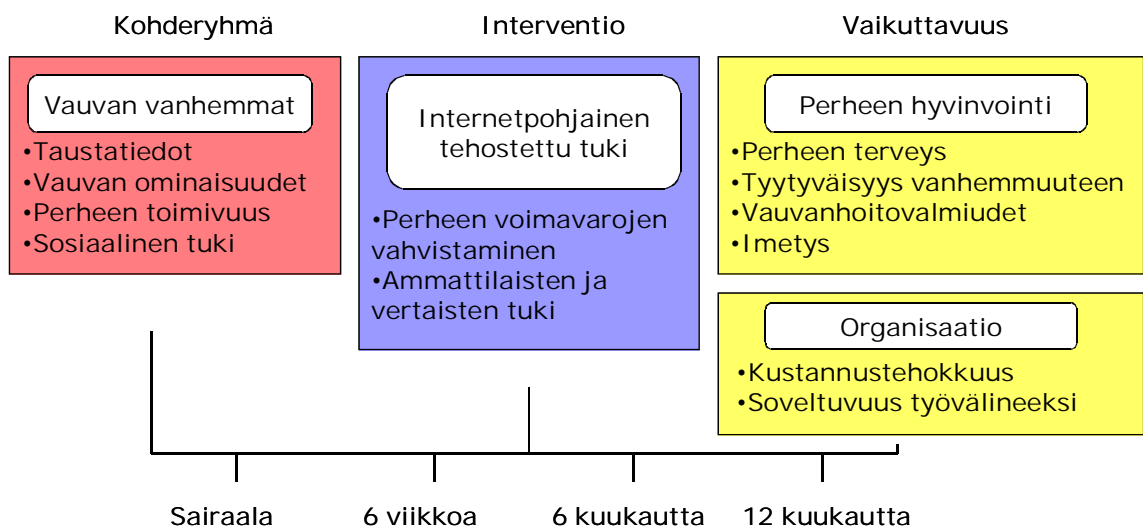 Kohderyhmä
Interventio
Vaikuttavuus
Vauvan vanhemmat
•Taustatiedot
•Vauvan ominaisuudet
•Perheen toimivuus
•Sosiaalinen tuki
Internetpohjainen
tehostettu tuki
•Perheen voimavarojen
vahvistaminen
•Ammattilaisten ja
vertaisten tuki
Perheen hyvinvointi
•Perheen terveys
•Tyytyväisyys vanhemmuuteen
•Vauvanhoitovalmiudet
•Imetys
Organisaatio
•Kustannustehokkuus
•Soveltuvuus työvälineeksi
Sairaala
6 viikkoa
6 kuukautta
12 kuukautta